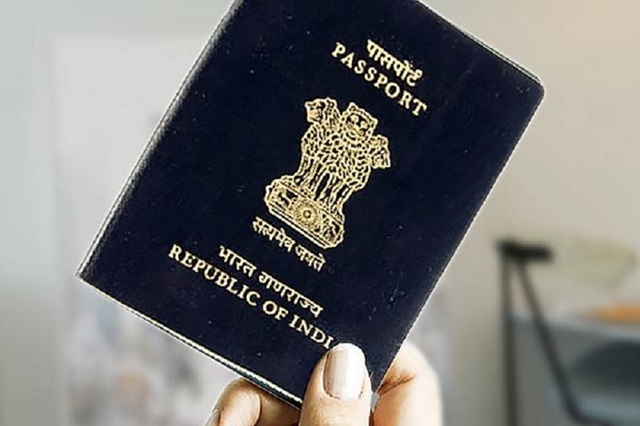 पासपोर्ट
PASSPORT
सत्यमेव जयते
भारत गणराज्य
REPUBLIC OF INDI